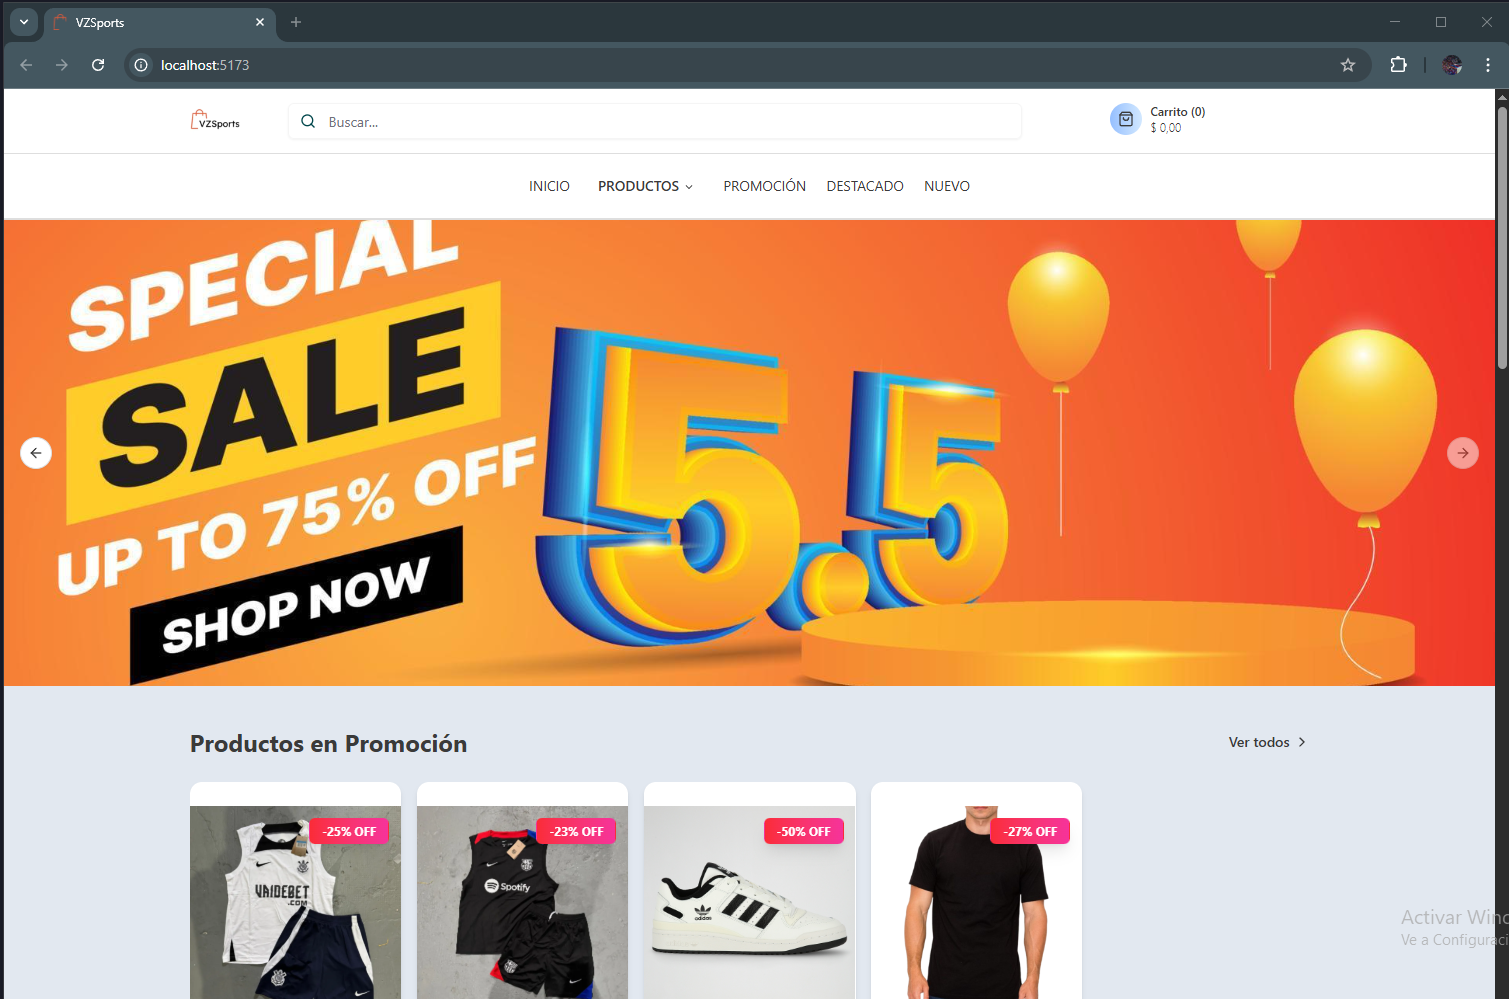 VZSports
localhost:5173
VZSports
Buscar...
Carrito (0)
$ 0,00
INICIO
PRODUCTOS
PROMOCIÓN
DESTACADO
NUEVO
SPECIAL
SALE
UP TO 75% OFF
SHOP NOW
5.5
Productos en Promoción
Ver todos
-25% OFF
-23% OFF
-50% OFF
-27% OFF
VAIDEBET
.COM
Spotify
adidas
Activar Wind
Ve a Configuraci